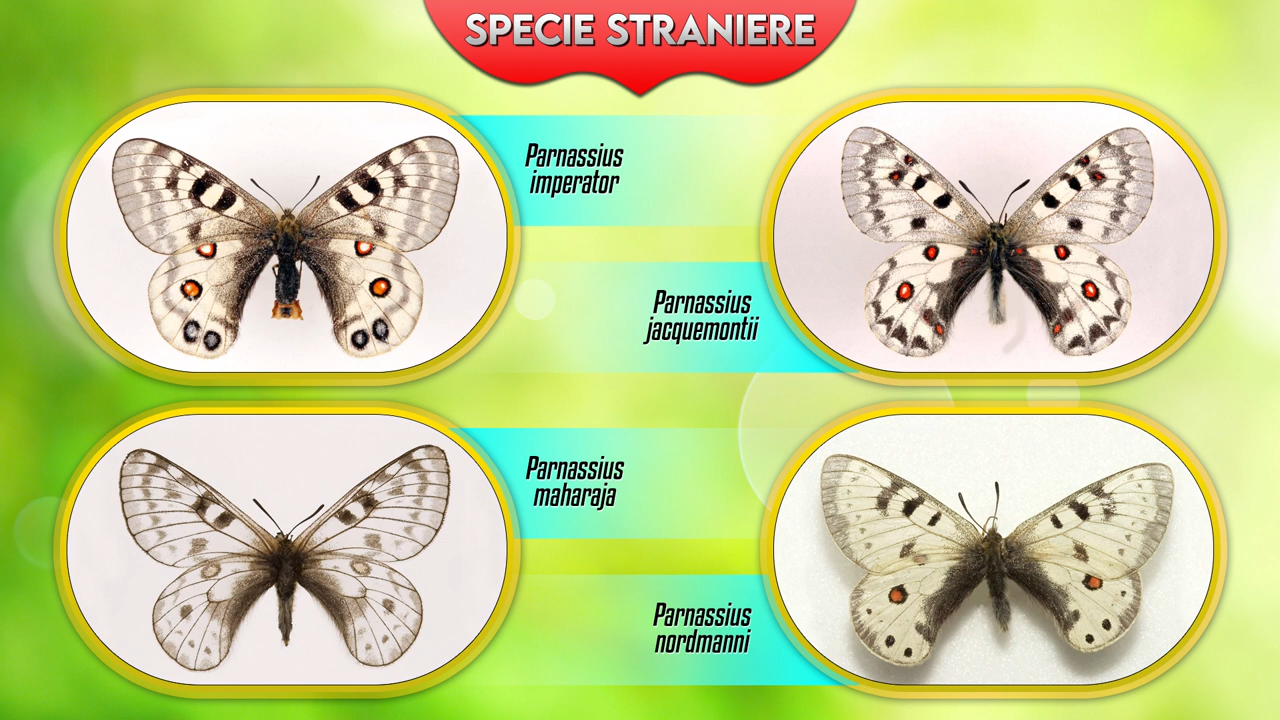 SPECIE STRANIERE
Parnassius
imperator
Parnassius
jacquemontii
Parnassius
maharaja
Parnassius
nordmanni